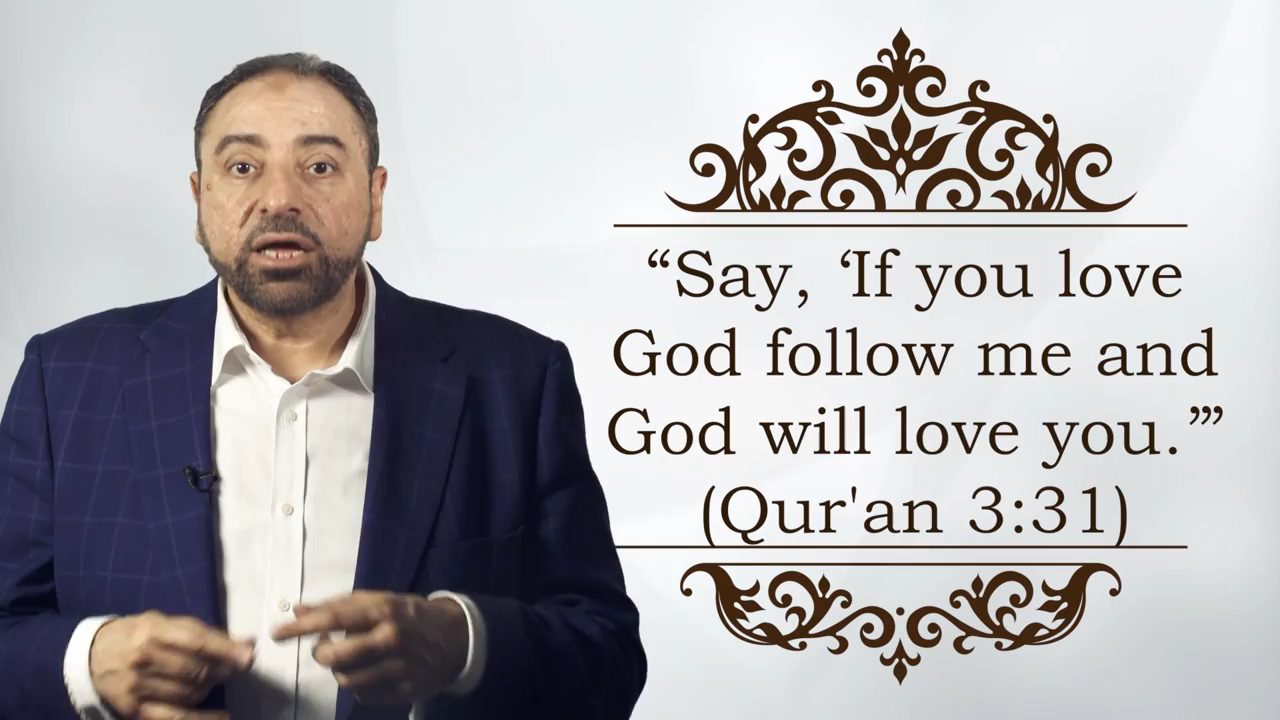 “Say, ‘If you love
God follow me and
God will love you.’”
(Qur'an 3:31)